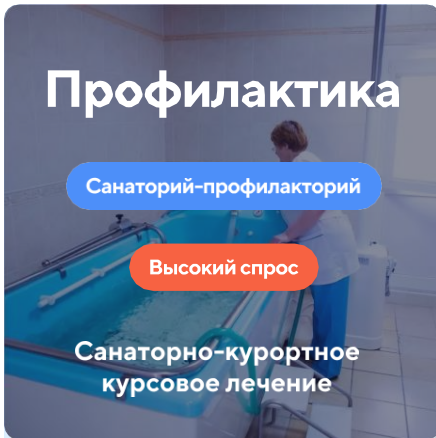 Профилактика
Санаторий-профилакторий
Высокий спрос
Санаторно-курортное
курсовое лечение